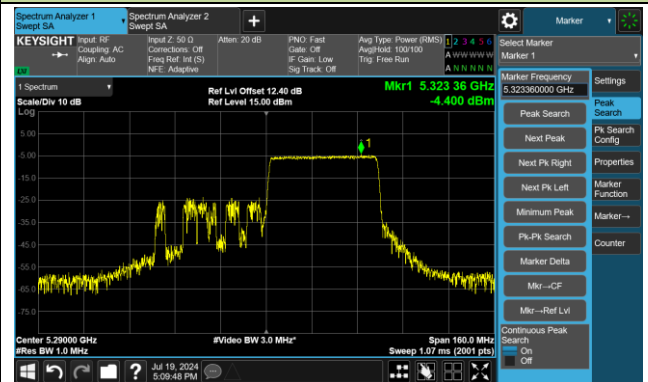 Spectrum Analyzer 1
Swept SA
Spectrum Analyzer 2
Swept SA
+
Marker
KEYSIGHT
Input: RF
Coupling: AC
Align: Auto
Input Z: 50 Ω
Corrections: Off
Freq Ref: Int (S)
NFE: Adaptive
Atten: 20 dB
PNO: Fast
Gate: Off
IF Gain: Low
Sig Track: Off
Avg Type: Power (RMS)
Avg|Hold: 100/100
Trig: Free Run
1 2 3 4 5 6
A W W W W W
A N N N N N
Select Marker
Marker 1
1 Spectrum
Scale/Div 10 dB
Log
Ref Lvl Offset 12.40 dB
Ref Level 15.00 dBm
Mkr1 5.323 36 GHz
-4.400 dBm
5.00
-5.00
-15.0
-25.0
-35.0
-45.0
-55.0
-65.0
-75.0
1
Center 5.29000 GHz
#Res BW 1.0 MHz
#Video BW 3.0 MHz*
Span 160.0 MHz
Sweep 1.07 ms (2001 pts)
Marker Frequency
5.323360000 GHz
Peak Search
Next Peak
Next Pk Right
Next Pk Left
Minimum Peak
Pk-Pk Search
Marker Delta
Mkr→CF
Mkr→Ref Lvl
Continuous Peak
Search
On
Off
Settings
Peak
Search
Pk Search
Config
Properties
Marker
Function
Marker→
Counter
?
Jul 19, 2024
5:09:48 PM